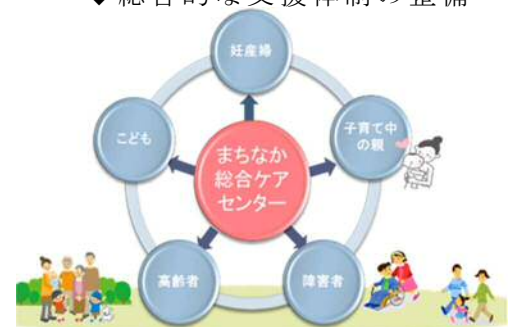 ◆総合的な支援体制の整備
妊産婦
こども
子育て中
の親
まちなか
総合ケア
センター
高齢者
障害者